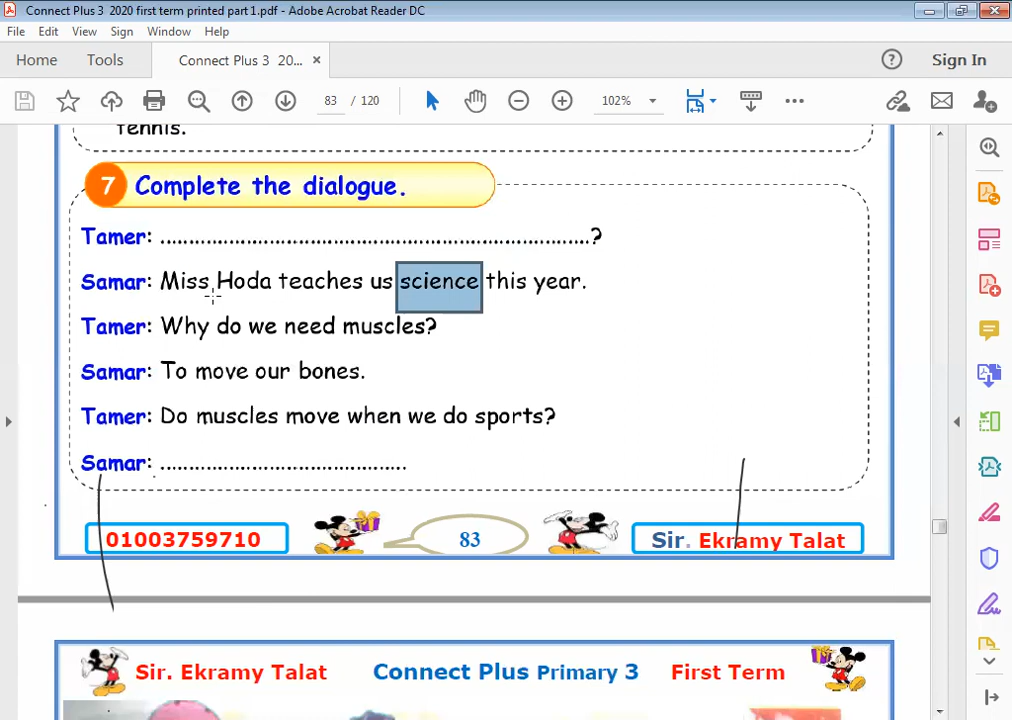 Connect Plus 3  2020 first term printed part 1.pdf - Adobe Acrobat Reader DC
File Edit View Sign Window Help
Home Tools Connect Plus 3  20... × ? Sign In
83 / 120 102%
tennis.
7 Complete the dialogue.
Tamer: ..........................................................................?
Samar: Miss Hoda teaches us science this year.
Tamer: Why do we need muscles?
Samar: To move our bones.
Tamer: Do muscles move when we do sports?
Samar: ...........................................
01003759710 83 Sir. Ekramy Talat
Sir. Ekramy Talat Connect Plus Primary 3 First Term